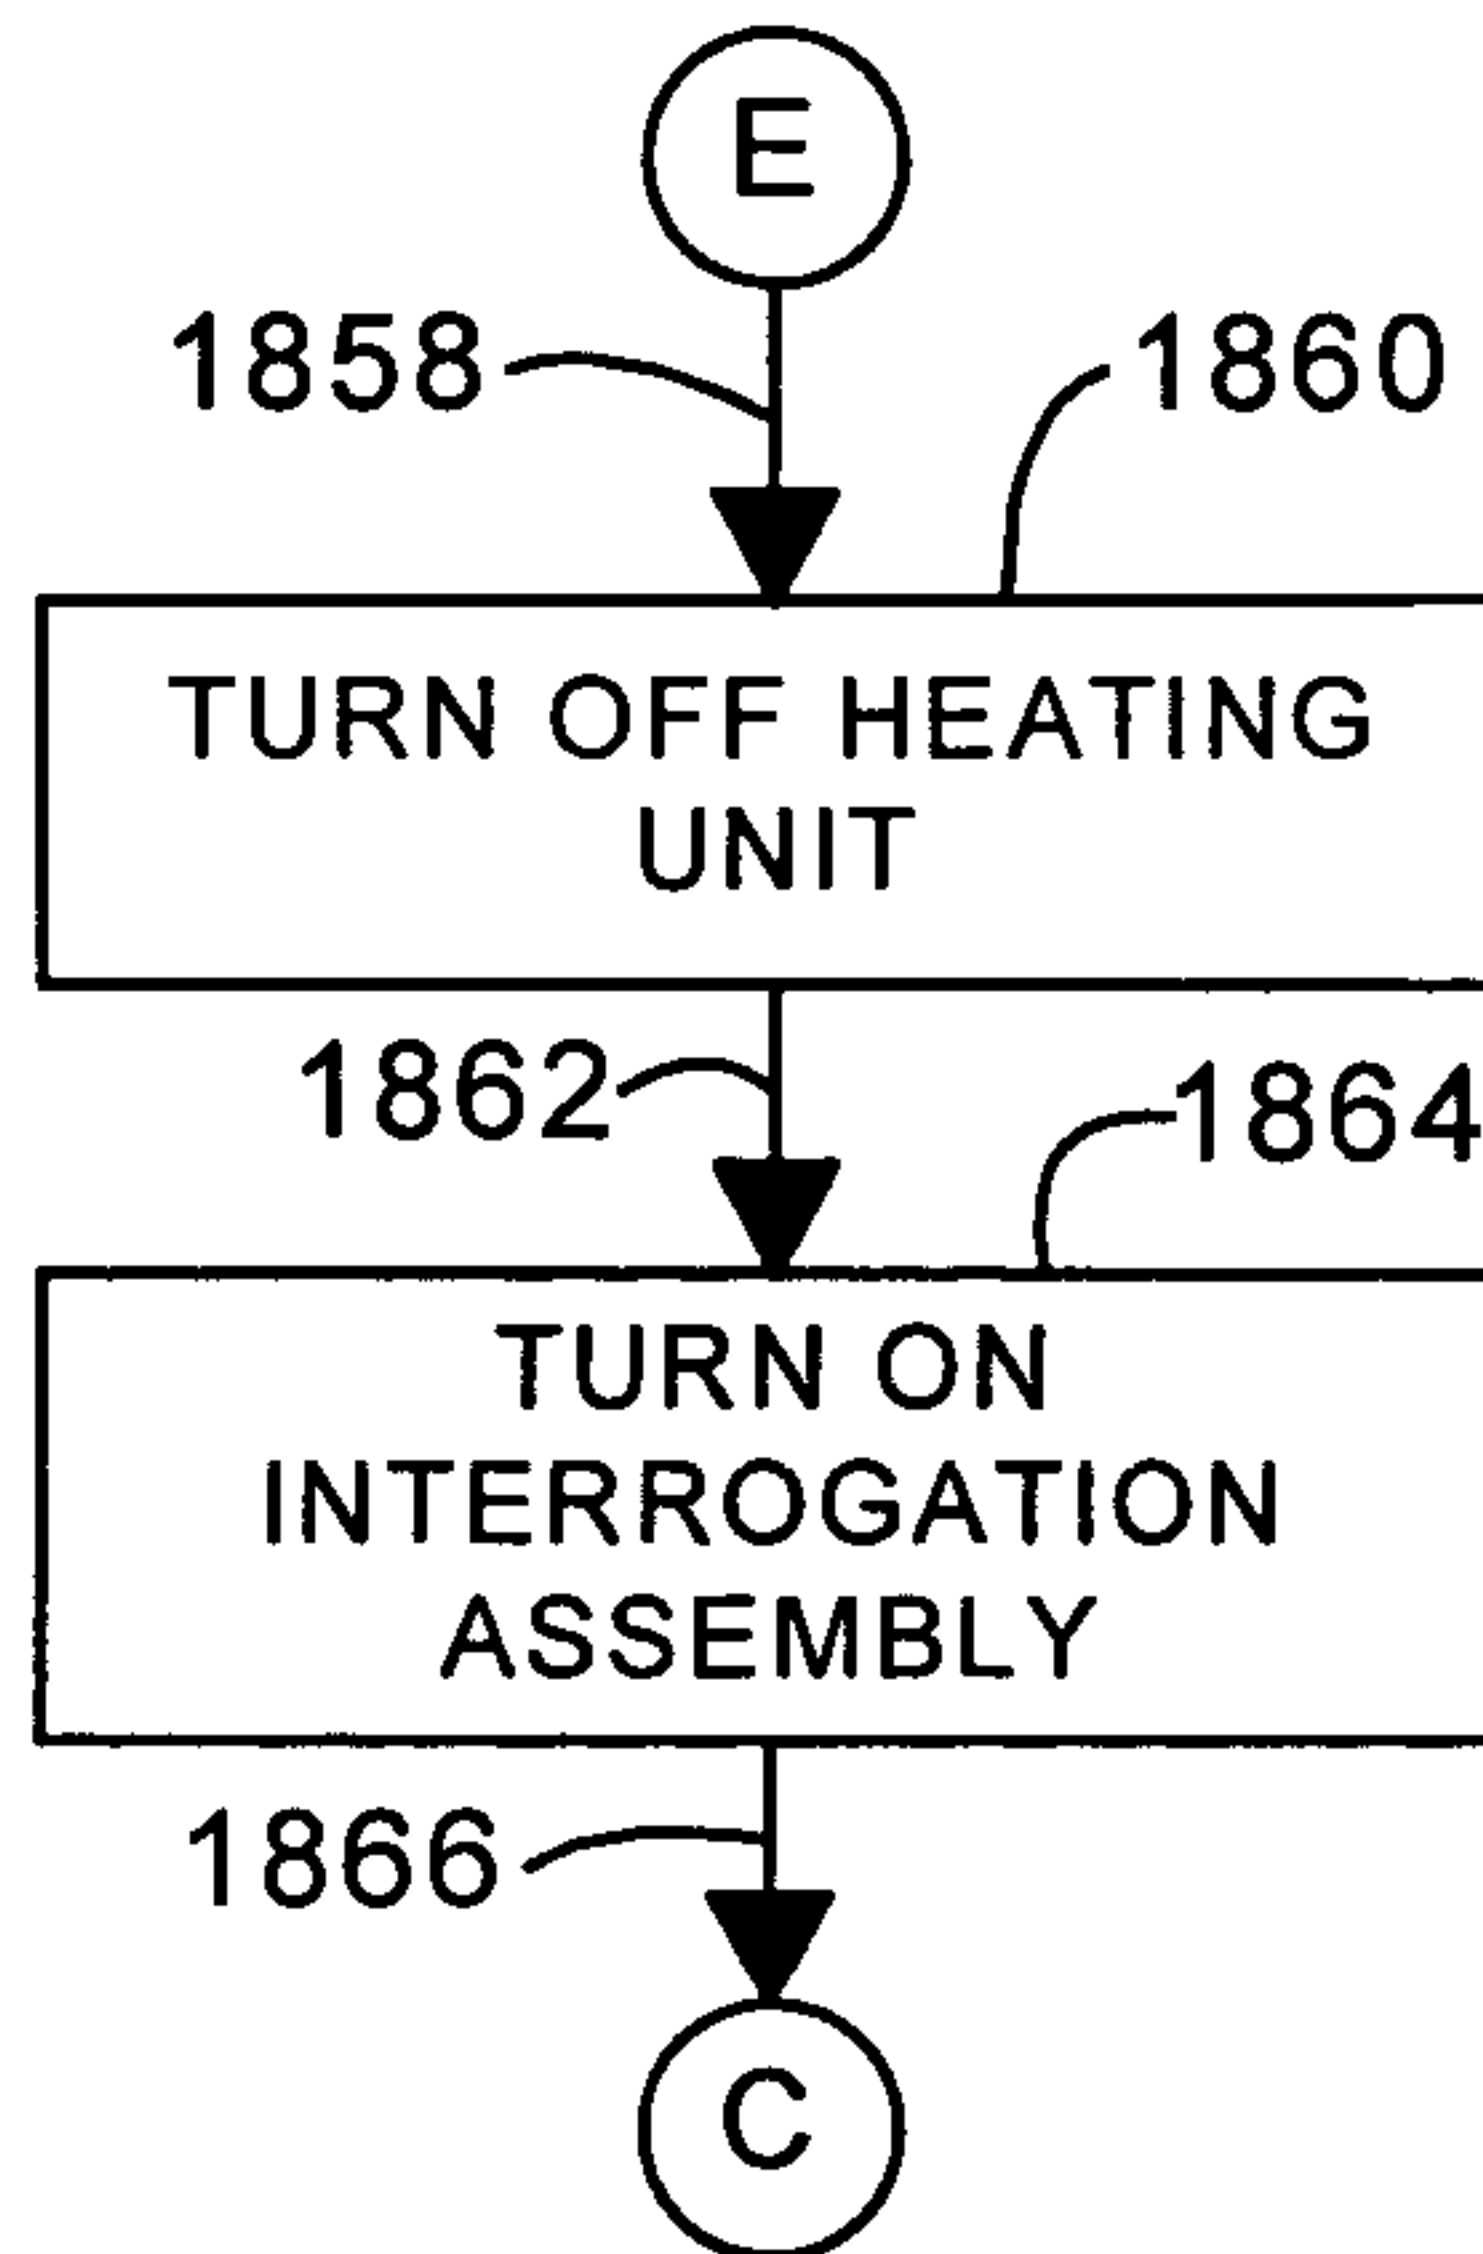 E
1858
1860
TURN OFF HEATING
UNIT
1862
1864
TURN ON
INTERROGATION
ASSEMBLY
1866
C